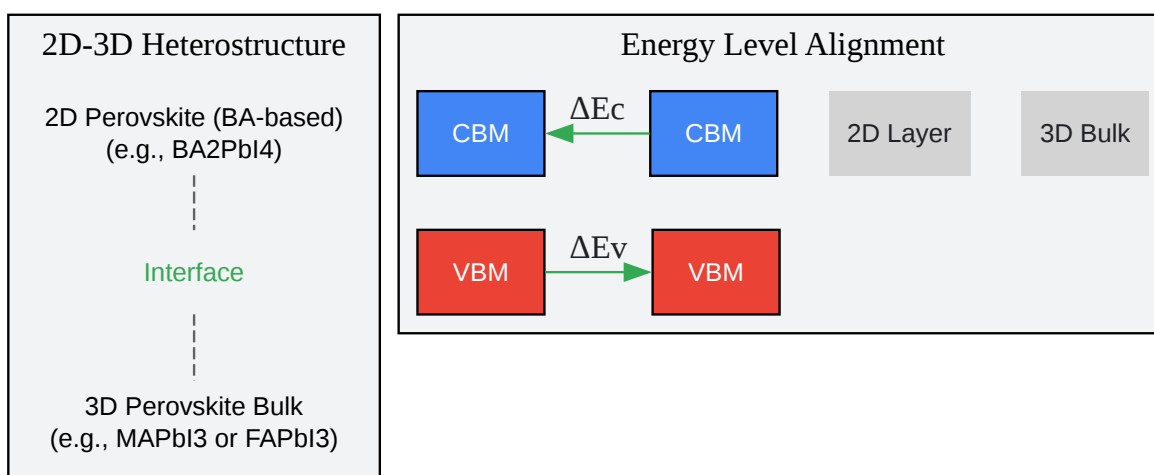 2D-3D Heterostructure
2D Perovskite (BA-based)
(e.g., BA2PbI4)
Interface
3D Perovskite Bulk
(e.g., MAPbI3 or FAPbI3)
Energy Level Alignment
CBM
ΔEc
CBM
2D Layer
3D Bulk
VBM
ΔEv
VBM